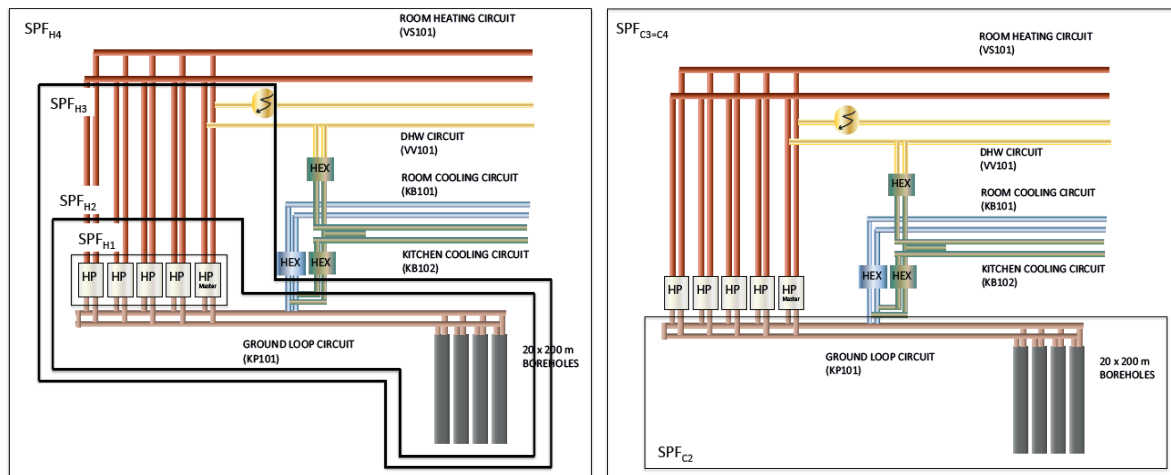 SPFH4
ROOM HEATING CIRCUIT
(VS101)
SPFH3
DHW CIRCUIT
(VV101)
HEX
ROOM COOLING CIRCUIT
(KB101)
SPFH2
SPFH1
KITCHEN COOLING CIRCUIT
(KB102)
HEX HEX
HP HP HP HP HP
Master
GROUND LOOP CIRCUIT
(KP101)
20 x 200 m
BOREHOLES
SPFC3=C4
ROOM HEATING CIRCUIT
(VS101)
DHW CIRCUIT
(VV101)
HEX
ROOM COOLING CIRCUIT
(KB101)
KITCHEN COOLING CIRCUIT
(KB102)
HEX HEX
HP HP HP HP HP
Master
GROUND LOOP CIRCUIT
(KP101)
20 x 200 m
BOREHOLES
SPFC2